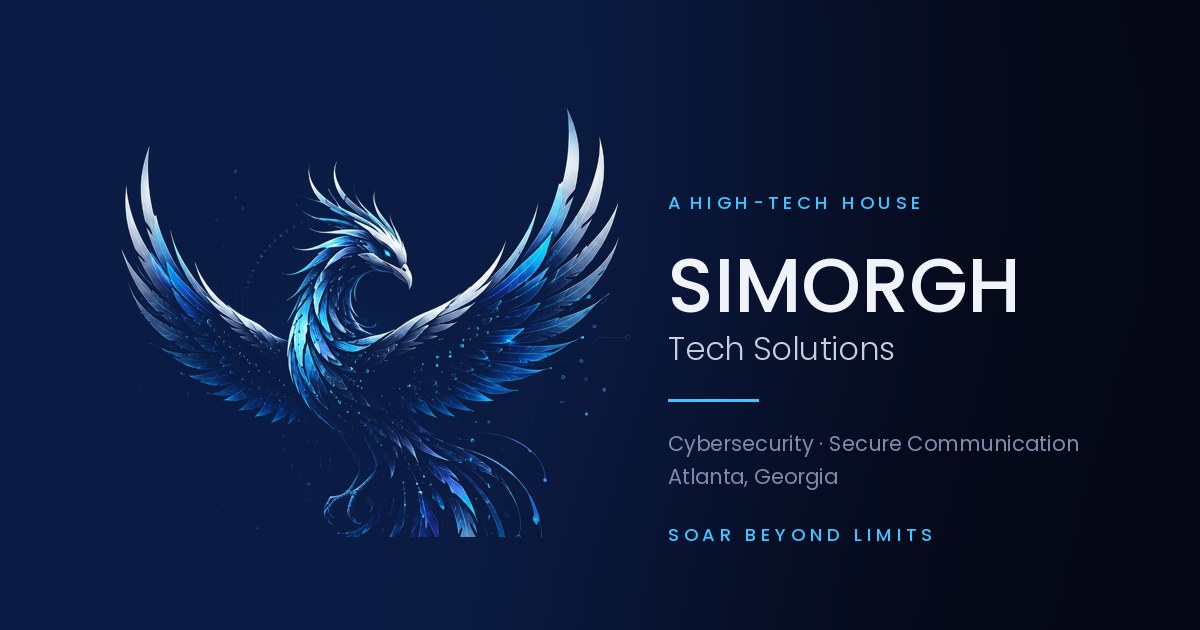 A HIGH-TECH HOUSE
SIMORGH
Tech Solutions
Cybersecurity · Secure Communication
Atlanta, Georgia
SOAR BEYOND LIMITS